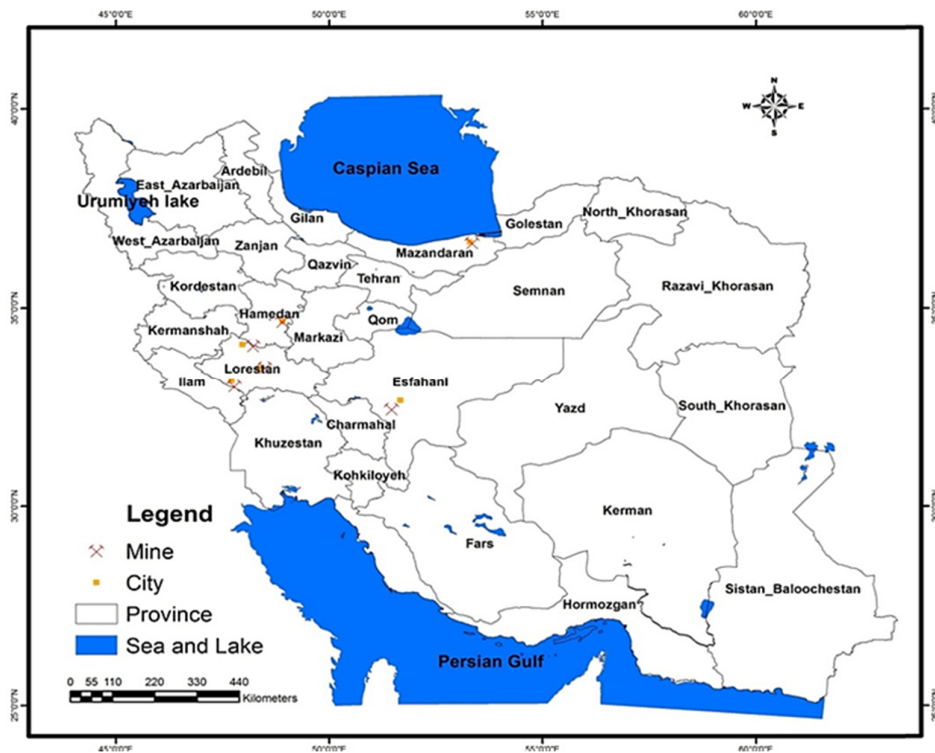 45°0'0"E 50°0'0"E 55°0'0"E 60°0'0"E
40°0'0"N
40°0'0"N
N
W E
S
Caspian Sea
Ardebil
East_Azarbaijan
Urumiyeh lake
Gilan
Golestan
North_Khorasan
West_Azarbaijan
Zanjan
Mazandaran
Qazvin
Tehran
Kordestan
Semnan
Razavi_Khorasan
35°0'0"N
Hamedan
Qom
Kermanshah
Markazi
Lorestan
Ilam
Esfahanl
Yazd
South_Khorasan
Charmahal
Khuzestan
Kohkiloyeh
30°0'0"N
Kerman
Fars
Sistan_Baloochestan
Hormozgan
Persian Gulf
Legend
Mine
City
Province
Sea and Lake
0 55 110 220 330 440
Kilometers
25°0'0"N
45°0'0"E 50°0'0"E 55°0'0"E 60°0'0"E